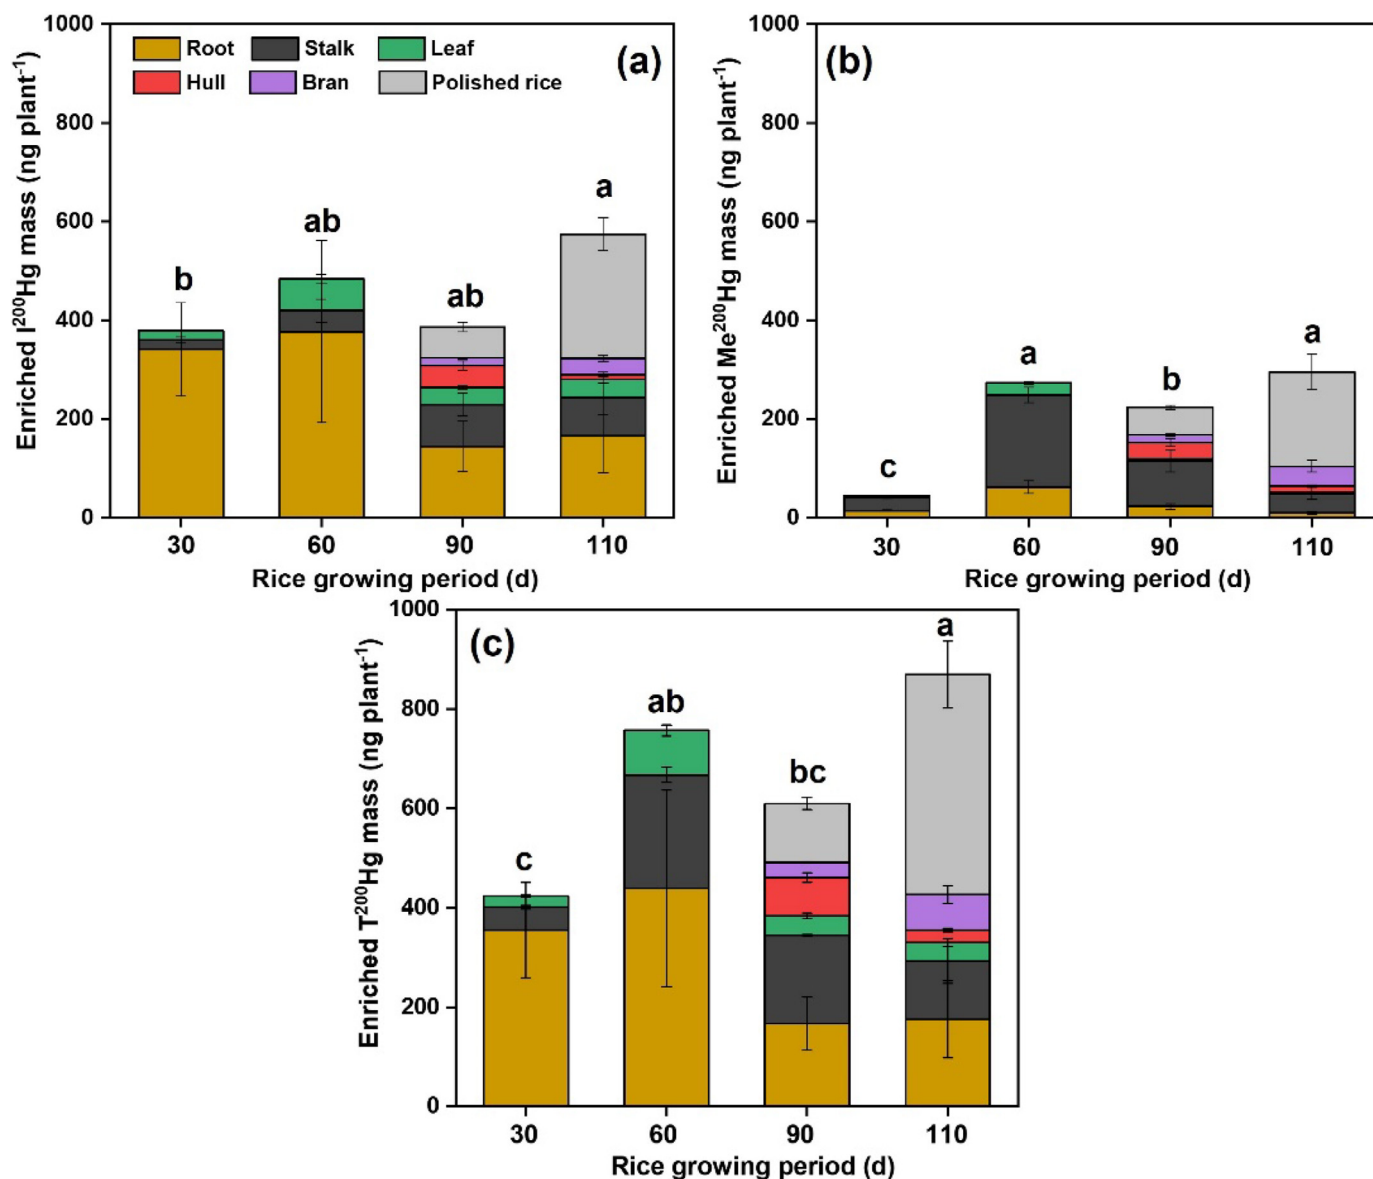 Enriched I²⁰⁰Hg mass (ng plant⁻¹)
1000
800
600
400
200
0
Root Stalk Leaf
Hull Bran Polished rice
(a)
b
ab
ab
a
30 60 90 110
Rice growing period (d)
Enriched Me²⁰⁰Hg mass (ng plant⁻¹)
1000
800
600
400
200
0
(b)
c
a
b
a
30 60 90 110
Rice growing period (d)
Enriched T²⁰⁰Hg mass (ng plant⁻¹)
1000
800
600
400
200
0
(c)
c
ab
bc
a
30 60 90 110
Rice growing period (d)